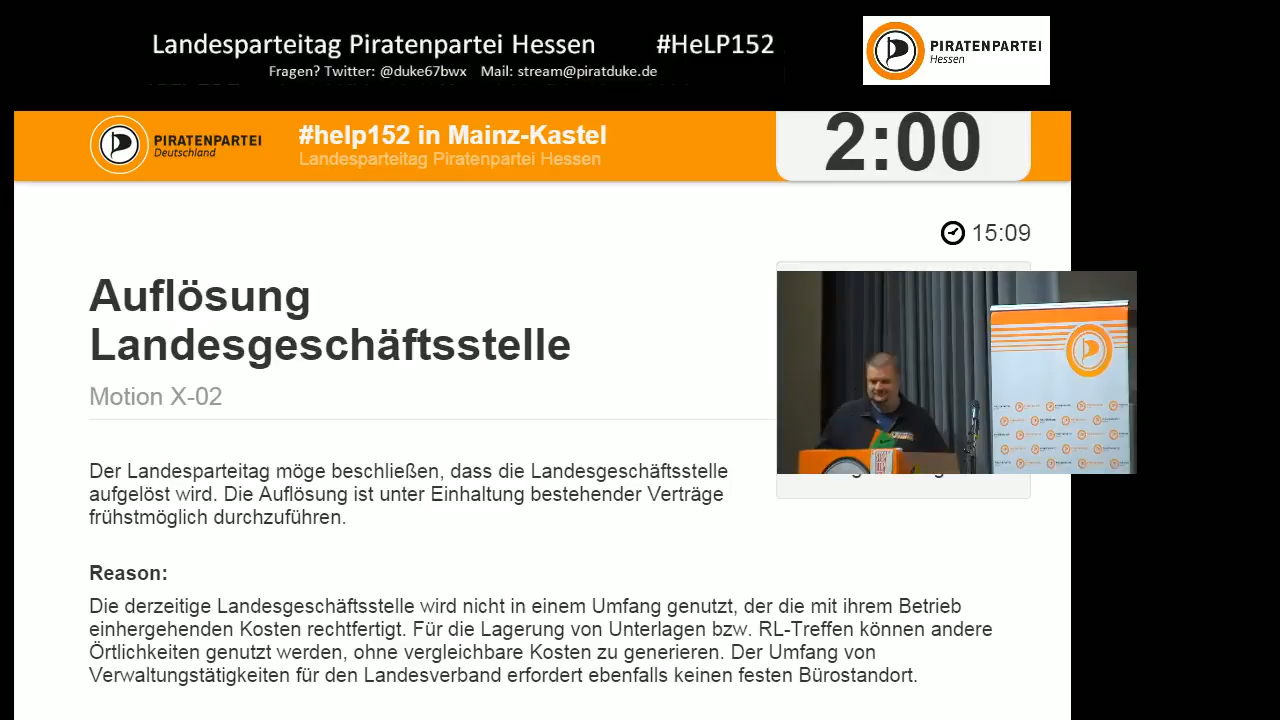 Landesparteitag Piratenpartei Hessen #HeLP152
Fragen? Twitter: @duke67bwx Mail: stream@piratduke.de
PIRATENPARTEI
Hessen
PIRATENPARTEI
Deutschland
#help152 in Mainz-Kastel
Landesparteitag Piratenpartei Hessen
2:00
15:09
Auflösung
Landesgeschäftsstelle
Motion X-02
Der Landesparteitag möge beschließen, dass die Landesgeschäftsstelle
aufgelöst wird. Die Auflösung ist unter Einhaltung bestehender Verträge
frühstmöglich durchzuführen.
Reason:
Die derzeitige Landesgeschäftsstelle wird nicht in einem Umfang genutzt, der die mit ihrem Betrieb
einhergehenden Kosten rechtfertigt. Für die Lagerung von Unterlagen bzw. RL-Treffen können andere
Örtlichkeiten genutzt werden, ohne vergleichbare Kosten zu generieren. Der Umfang von
Verwaltungstätigkeiten für den Landesverband erfordert ebenfalls keinen festen Bürostandort.